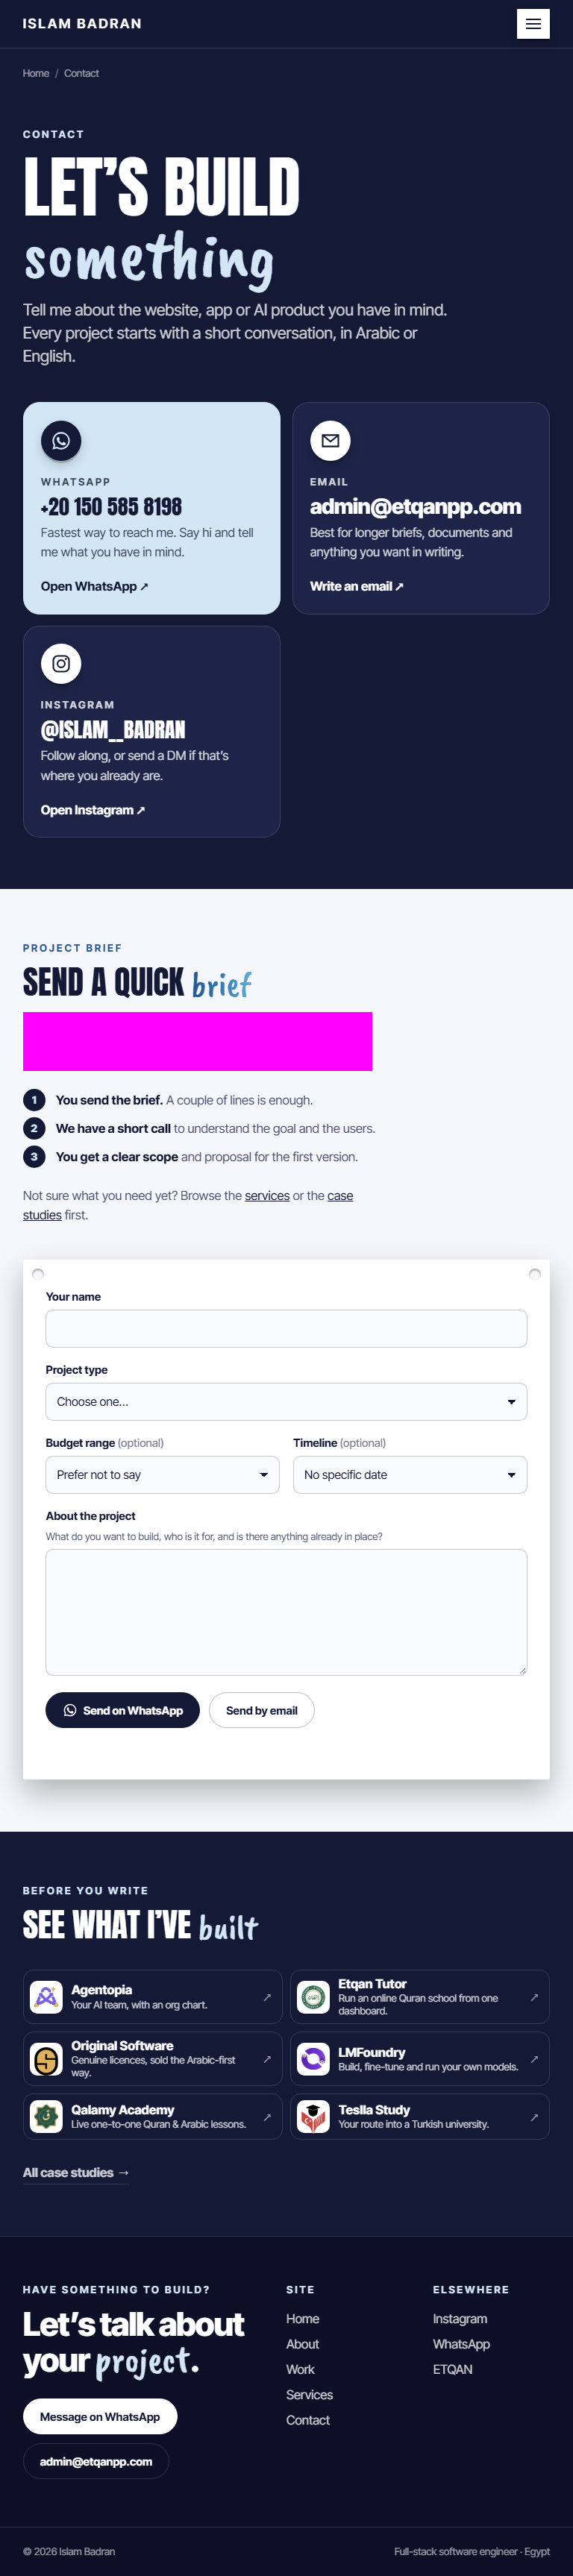 ISLAM BADRAN
Home / Contact
CONTACT
LET’S BUILD
something
Tell me about the website, app or AI product you have in mind.
Every project starts with a short conversation, in Arabic or
English.
WHATSAPP
+20 150 585 8198
Fastest way to reach me. Say hi and tell
me what you have in mind.
Open WhatsApp ↗
EMAIL
admin@etqanpp.com
Best for longer briefs, documents and
anything you want in writing.
Write an email ↗
INSTAGRAM
@ISLAM__BADRAN
Follow along, or send a DM if that’s
where you already are.
Open Instagram ↗
PROJECT BRIEF
SEND A QUICK brief
1 You send the brief. A couple of lines is enough.
2 We have a short call to understand the goal and the users.
3 You get a clear scope and proposal for the first version.
Not sure what you need yet? Browse the services or the case
studies first.
Your name
Project type
Choose one...
Budget range (optional)
Prefer not to say
Timeline (optional)
No specific date
About the project
What do you want to build, who is it for, and is there anything already in place?
Send on WhatsApp
Send by email
BEFORE YOU WRITE
SEE WHAT I’VE built
Agentopia
Your AI team, with an org chart.
↗
Etqan Tutor
Run an online Quran school from one
dashboard.
↗
Original Software
Genuine licences, sold the Arabic-first
way.
↗
LMFoundry
Build, fine-tune and run your own models.
↗
Qalamy Academy
Live one-to-one Quran & Arabic lessons.
↗
Teslla Study
Your route into a Turkish university.
↗
All case studies →
HAVE SOMETHING TO BUILD?
Let’s talk about
your project.
Message on WhatsApp
admin@etqanpp.com
SITE
Home
About
Work
Services
Contact
ELSEWHERE
Instagram
WhatsApp
ETQAN
© 2026 Islam Badran
Full-stack software engineer · Egypt